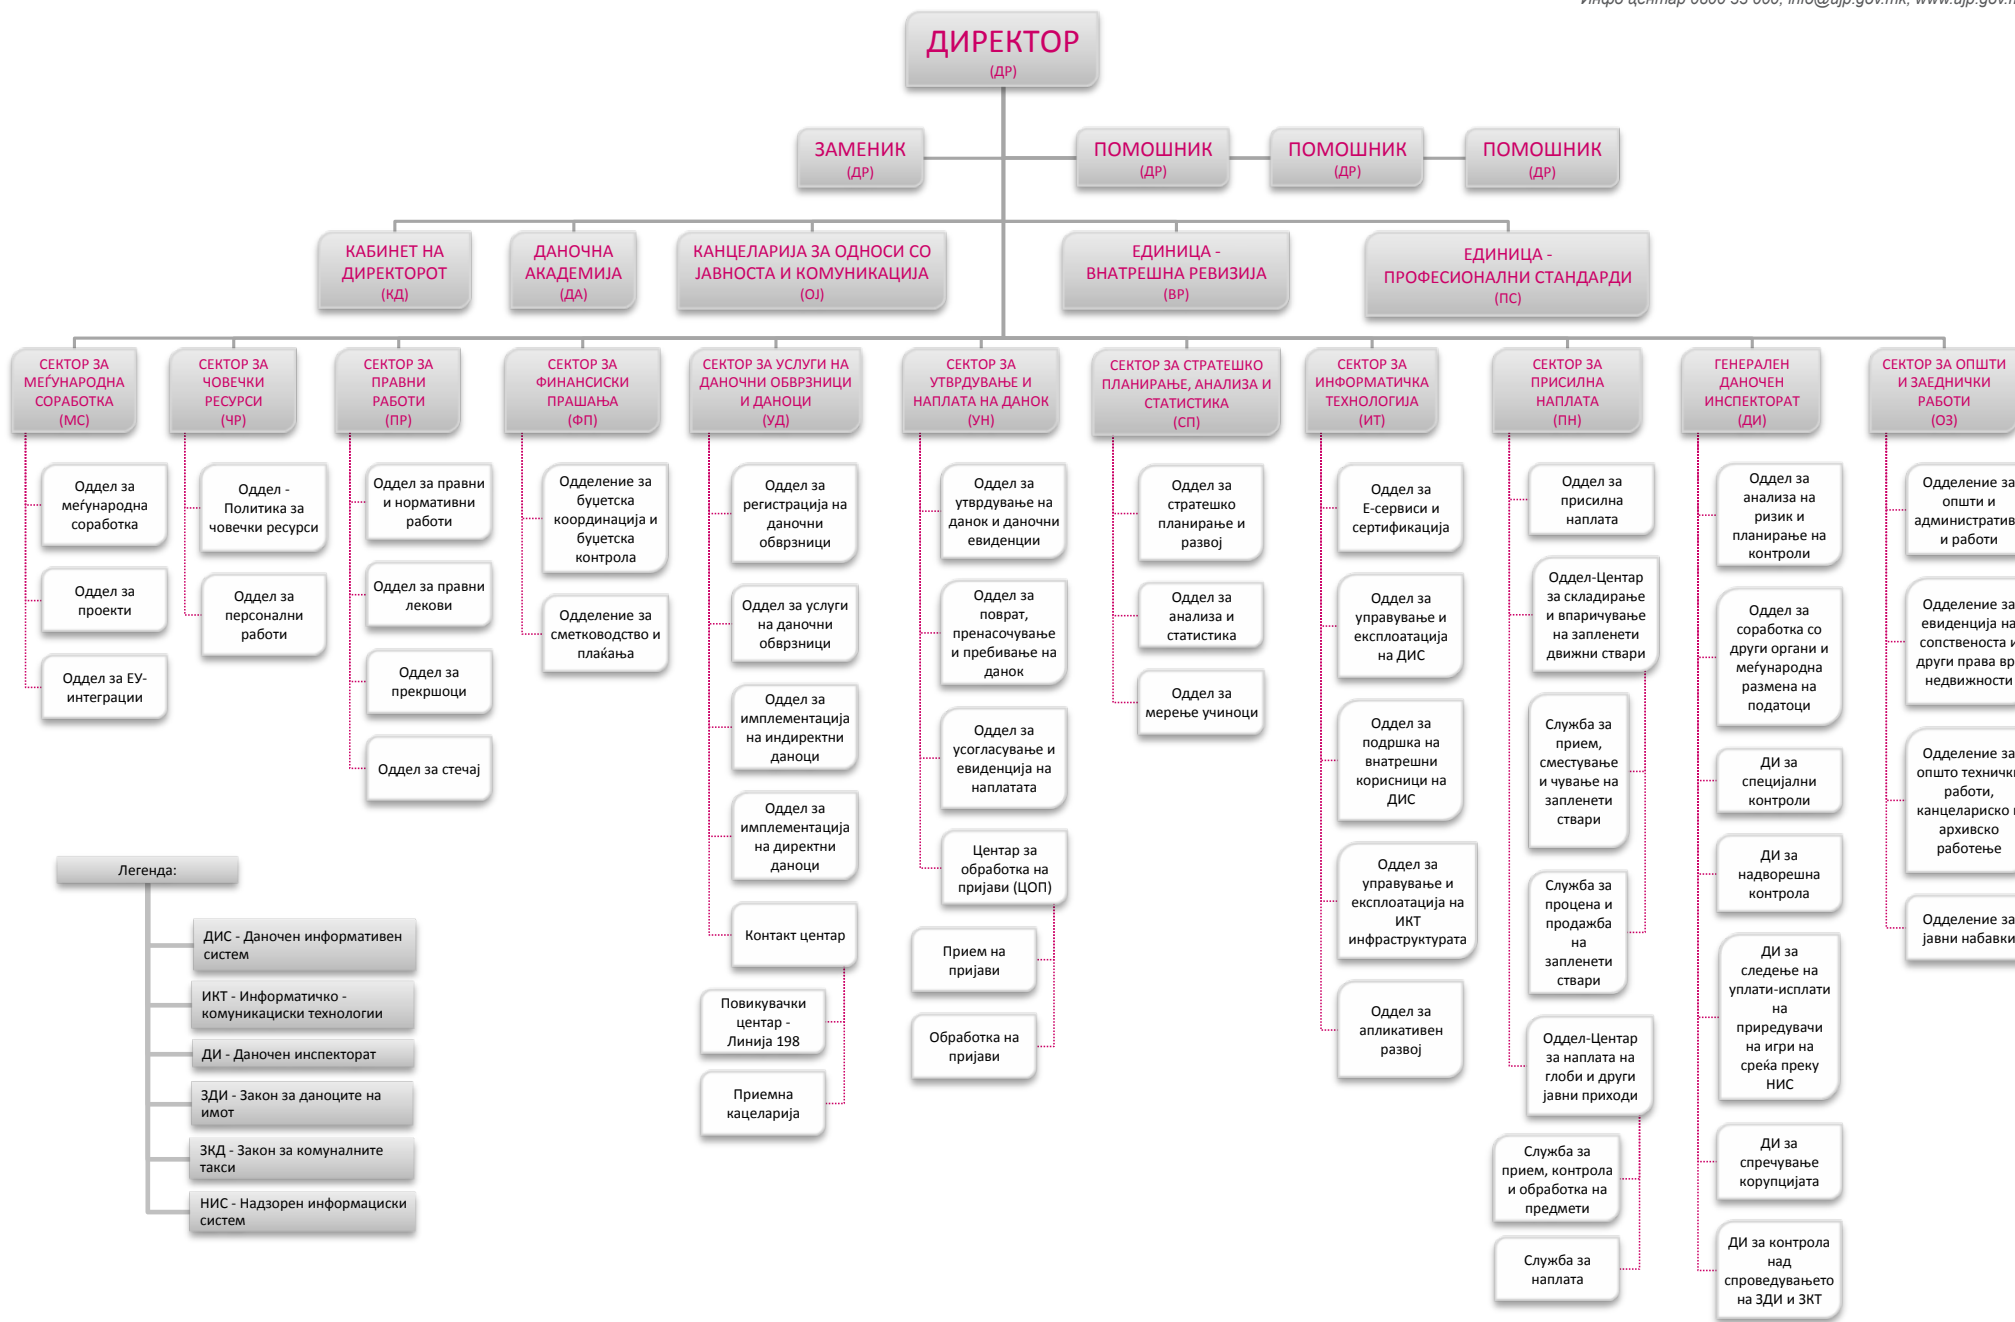 ДИРЕКТОР
(ДР)
ЗАМЕНИК
(ДР)
ПОМОШНИК
(ДР)
ПОМОШНИК
(ДР)
ПОМОШНИК
(ДР)
КАБИНЕТ НА
ДИРЕКТОРОТ
(КД)
ДАНОЧНА
АКАДЕМИЈА
(ДА)
КАНЦЕЛАРИЈА ЗА ОДНОСИ СО
ЈАВНОСТА И КОМУНИКАЦИЈА
(ОЈ)
ЕДИНИЦА -
ВНАТРЕШНА РЕВИЗИЈА
(ВР)
ЕДИНИЦА -
ПРОФЕСИОНАЛНИ СТАНДАРДИ
(ПС)
СЕКТОР ЗА
МЕЃУНАРОДНА
СОРАБОТКА
(МС)
Оддел за
меѓународна
соработка
Оддел за
проекти
Оддел за ЕУ-
интеграции
СЕКТОР ЗА
ЧОВЕЧКИ
РЕСУРСИ
(ЧР)
Оддел -
Политика за
човечки ресурси
Оддел за
персонални
работи
СЕКТОР ЗА
ПРАВНИ
РАБОТИ
(ПР)
Оддел за правни
и нормативни
работи
Оддел за правни
лекови
Оддел за
прекршоци
Оддел за стечај
СЕКТОР ЗА
ФИНАНСИСКИ
ПРАШАЊА
(ФП)
Одделение за
буџетска
координација и
буџетска
контрола
Одделение за
сметководство и
плаќања
СЕКТОР ЗА УСЛУГИ НА
ДАНОЧНИ ОБВРЗНИЦИ
И ДАНОЦИ
(УД)
Оддел за
регистрација на
даночни
обврзници
Оддел за услуги
на даночни
обврзници
Оддел за
имплементација
на индиректни
даноци
Оддел за
имплементација
на директни
даноци
Контакт центар
Повикувачки
центар -
Линија 198
Приемна
кацеларија
СЕКТОР ЗА
УТВРДУВАЊЕ И
НАПЛАТА НА ДАНОК
(УН)
Оддел за
утврдување на
данок и даночни
евиденции
Оддел за
поврат,
пренасочување
и пребивање на
данок
Оддел за
усогласување и
евиденција на
наплатата
Центар за
обработка на
пријави (ЦОП)
Прием на
пријави
Обработка на
пријави
СЕКТОР ЗА СТРАТЕШКО
ПЛАНИРАЊЕ, АНАЛИЗА И
СТАТИСТИКА
(СП)
Оддел за
стратешко
планирање и
развој
Оддел за
анализа и
статистика
Оддел за
мерење учиноци
СЕКТОР ЗА
ИНФОРМАТИЧКА
ТЕХНОЛОГИЈА
(ИТ)
Оддел за
Е-сервиси и
сертификација
Оддел за
управување и
експлоатација
на ДИС
Оддел за
подршка на
внатрешни
корисници на
ДИС
Оддел за
управување и
експлоатација на
ИКТ
инфраструктурата
Оддел за
апликативен
развој
СЕКТОР ЗА
ПРИСИЛНА
НАПЛАТА
(ПН)
Оддел за
присилна
наплата
Оддел-Центар
за складирање
и впаричување
на запленети
движни ствари
Служба за
прием,
сместување
и чување на
запленети
ствари
Служба за
процена и
продажба
на
запленети
ствари
Оддел-Центар
за наплата на
глоби и други
јавни приходи
Служба за
прием, контрола
и обработка на
предмети
Служба за
наплата
ГЕНЕРАЛЕН
ДАНОЧЕН
ИНСПЕКТОРАТ
(ДИ)
Оддел за
анализа на
ризик и
планирање на
контроли
Оддел за
соработка со
други органи и
меѓународна
размена на
податоци
ДИ за
специјални
контроли
ДИ за
надворешна
контрола
ДИ за
следење на
уплати-исплати
на
приредувачи
на игри на
среќа преку
НИС
ДИ за
спречување
корупцијата
ДИ за контрола
над
спроведувањето
на ЗДИ и ЗКТ
СЕКТОР ЗА ОПШТИ
И ЗАЕДНИЧКИ
РАБОТИ
(ОЗ)
Одделение за
општи и
административ
и работи
Одделение за
евиденција на
сопственоста и
други права вр
недвижности
Одделение за
општо технички
работи,
канцелариско
архивско
работење
Одделение за
јавни набавки
Легенда:
ДИС - Даночен информативен
систем
ИКТ - Информатичко -
комуникациски технологии
ДИ - Даночен инспекторат
ЗДИ - Закон за даноците на
имот
ЗКД - Закон за комуналните
такси
НИС - Надзорен информациски
систем